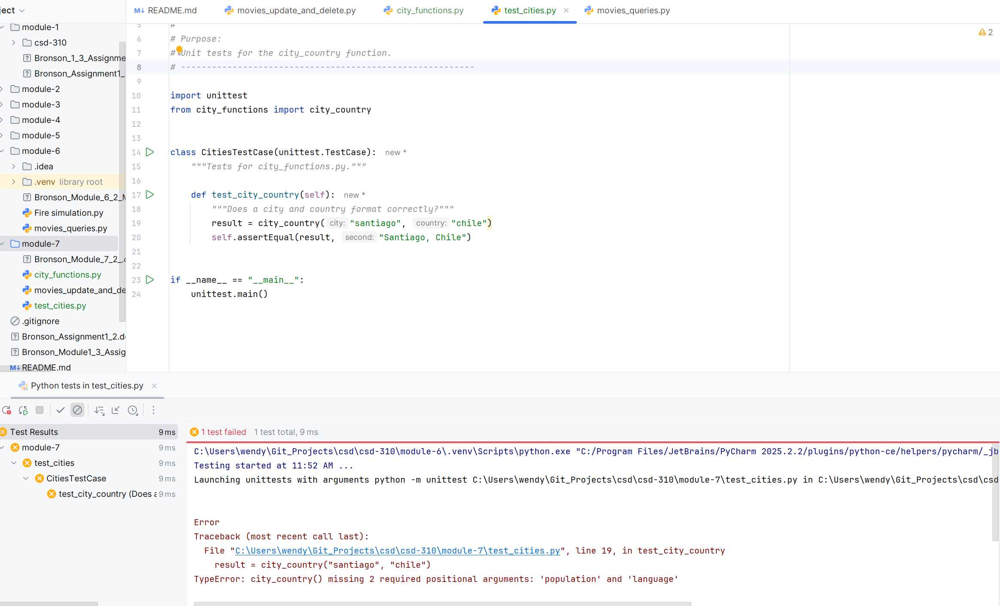 ject
README.md
movies_update_and_delete.py
city_functions.py
test_cities.py
movies_queries.py
module-1
csd-310
Bronson_1_3_Assignme
Bronson_Assignment1_
module-2
module-3
module-4
module-5
module-6
.idea
.venv library root
Bronson_Module_6_2_M
Fire simulation.py
movies_queries.py
module-7
Bronson_Module_7_2_.d
city_functions.py
movies_update_and_de
test_cities.py
.gitignore
Bronson_Assignment1_2.do
Bronson_Module1_3_Assig
README.md
2
5 #
6 # Purpose:
7 # Unit tests for the city_country function.
8 # ---------------------------------------------------------
9
10 import unittest
11 from city_functions import city_country
12
13
14 class CitiesTestCase(unittest.TestCase): new *
15 """Tests for city_functions.py."""
16
17 def test_city_country(self): new *
18 """Does a city and country format correctly?"""
19 result = city_country( city: "santiago", country: "chile")
20 self.assertEqual(result, second: "Santiago, Chile")
21
22
23 if __name__ == "__main__":
24 unittest.main()
Python tests in test_cities.py
Test Results 9 ms
module-7 9 ms
test_cities 9 ms
CitiesTestCase 9 ms
test_city_country (Does a 9 ms
1 test failed 1 test total, 9 ms
C:\Users\wendy\Git_Projects\csd\csd-310\module-6\.venv\Scripts\python.exe "C:/Program Files/JetBrains/PyCharm 2025.2.2/plugins/python-ce/helpers/pycharm/_jb
Testing started at 11:52 AM ...
Launching unittests with arguments python -m unittest C:\Users\wendy\Git_Projects\csd\csd-310\module-7\test_cities.py in C:\Users\wendy\Git_Projects\csd\csd
Error
Traceback (most recent call last):
File "C:\Users\wendy\Git_Projects\csd\csd-310\module-7\test_cities.py", line 19, in test_city_country
result = city_country("santiago", "chile")
TypeError: city_country() missing 2 required positional arguments: 'population' and 'language'